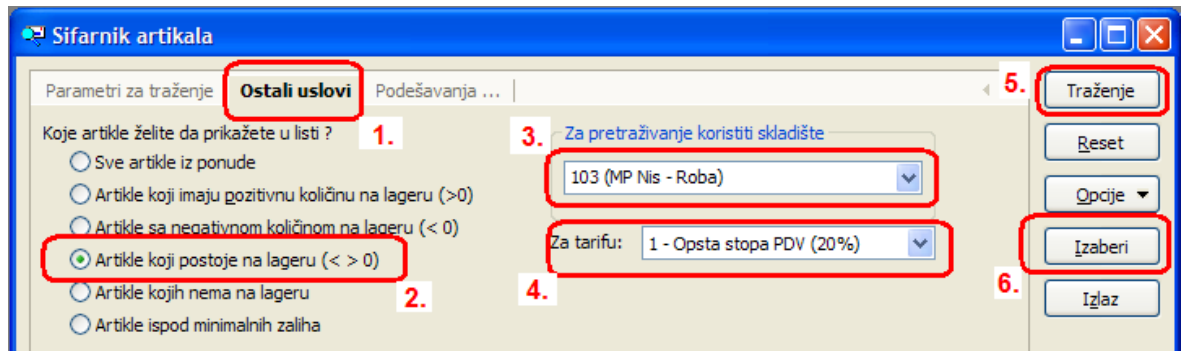 Sifarnik artikala
Parametri za traženje Ostali uslovi Podešavanja ...
1.
Koje artikle želite da prikažete u listi ?
Sve artikle iz ponude
Artikle koji imaju pozitivnu količinu na lageru (>0)
Artikle sa negativnom količinom na lageru (< 0)
Artikle koji postoje na lageru (< > 0)
2.
Artikle kojih nema na lageru
Artikle ispod minimalnih zaliha
3.
Za pretraživanje koristiti skladište
103 (MP Nis - Roba)
Za tarifu: 1 - Opsta stopa PDV (20%)
4.
5.
Traženje
Reset
Opcije
Izaberi
6.
Izlaz